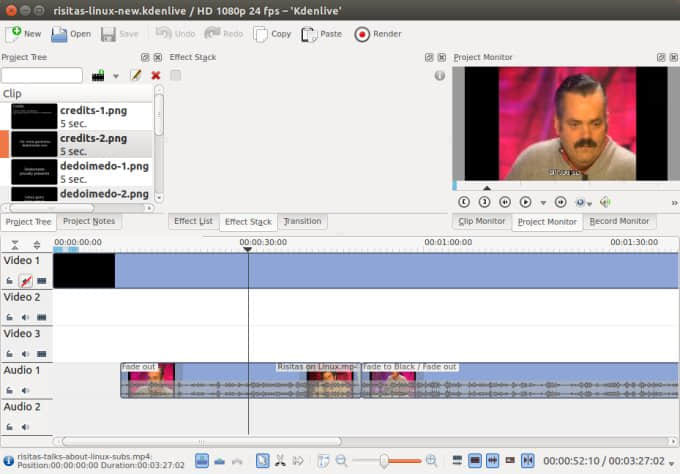 risitas-linux-new.kdenlive / HD 1080p 24 fps – 'Kdenlive'
New Open Save Undo Redo Copy Paste Render
Project Tree
Effect Stack
Project Monitor
Clip
credits-1.png
5 sec.
credits-2.png
5 sec.
dedoimedo-1.png
5 sec.
dedoimedo-2.png
Project Tree Project Notes
Effect List Effect Stack Transition
Clip Monitor Project Monitor Record Monitor
00:00:00:00 00:00:30:00 00:01:00:00 00:01:30:00
Video 1
Video 2
Video 3
Audio 1
Fade out
Risitas on Linux.mp
Fade to Black / Fade out
Audio 2
risitas-talks-about-linux-subs.mp4:
Position:00:00:00:00 Duration:00:03:27:02
00:00:52:10 / 00:03:27:02